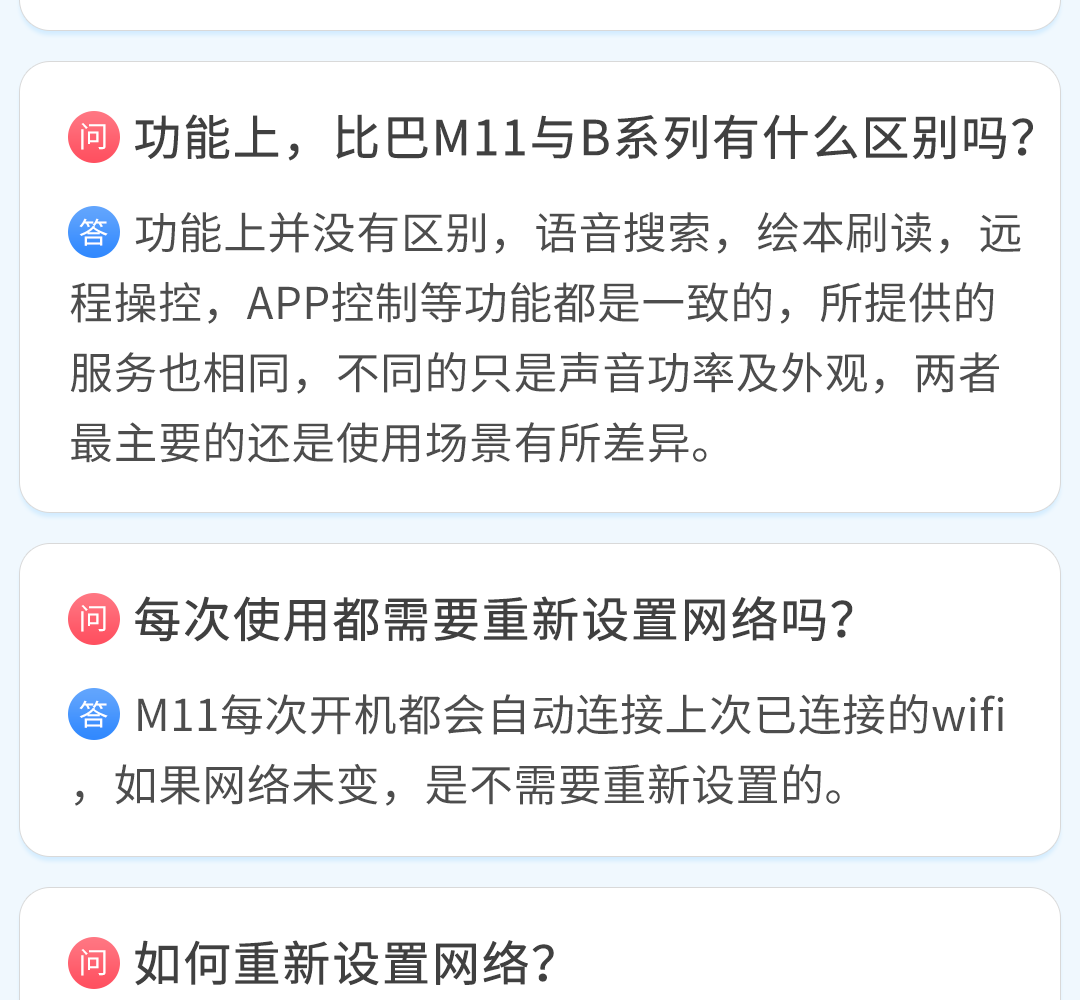 问 功能上，比巴M11与B系列有什么区别吗？
答 功能上并没有区别，语音搜索，绘本刷读，远
程操控，APP控制等功能都是一致的，所提供的
服务也相同，不同的只是声音功率及外观，两者
最主要的还是使用场景有所差异。
问 每次使用都需要重新设置网络吗？
答 M11每次开机都会自动连接上次已连接的wifi
，如果网络未变，是不需要重新设置的。
问 如何重新设置网络？